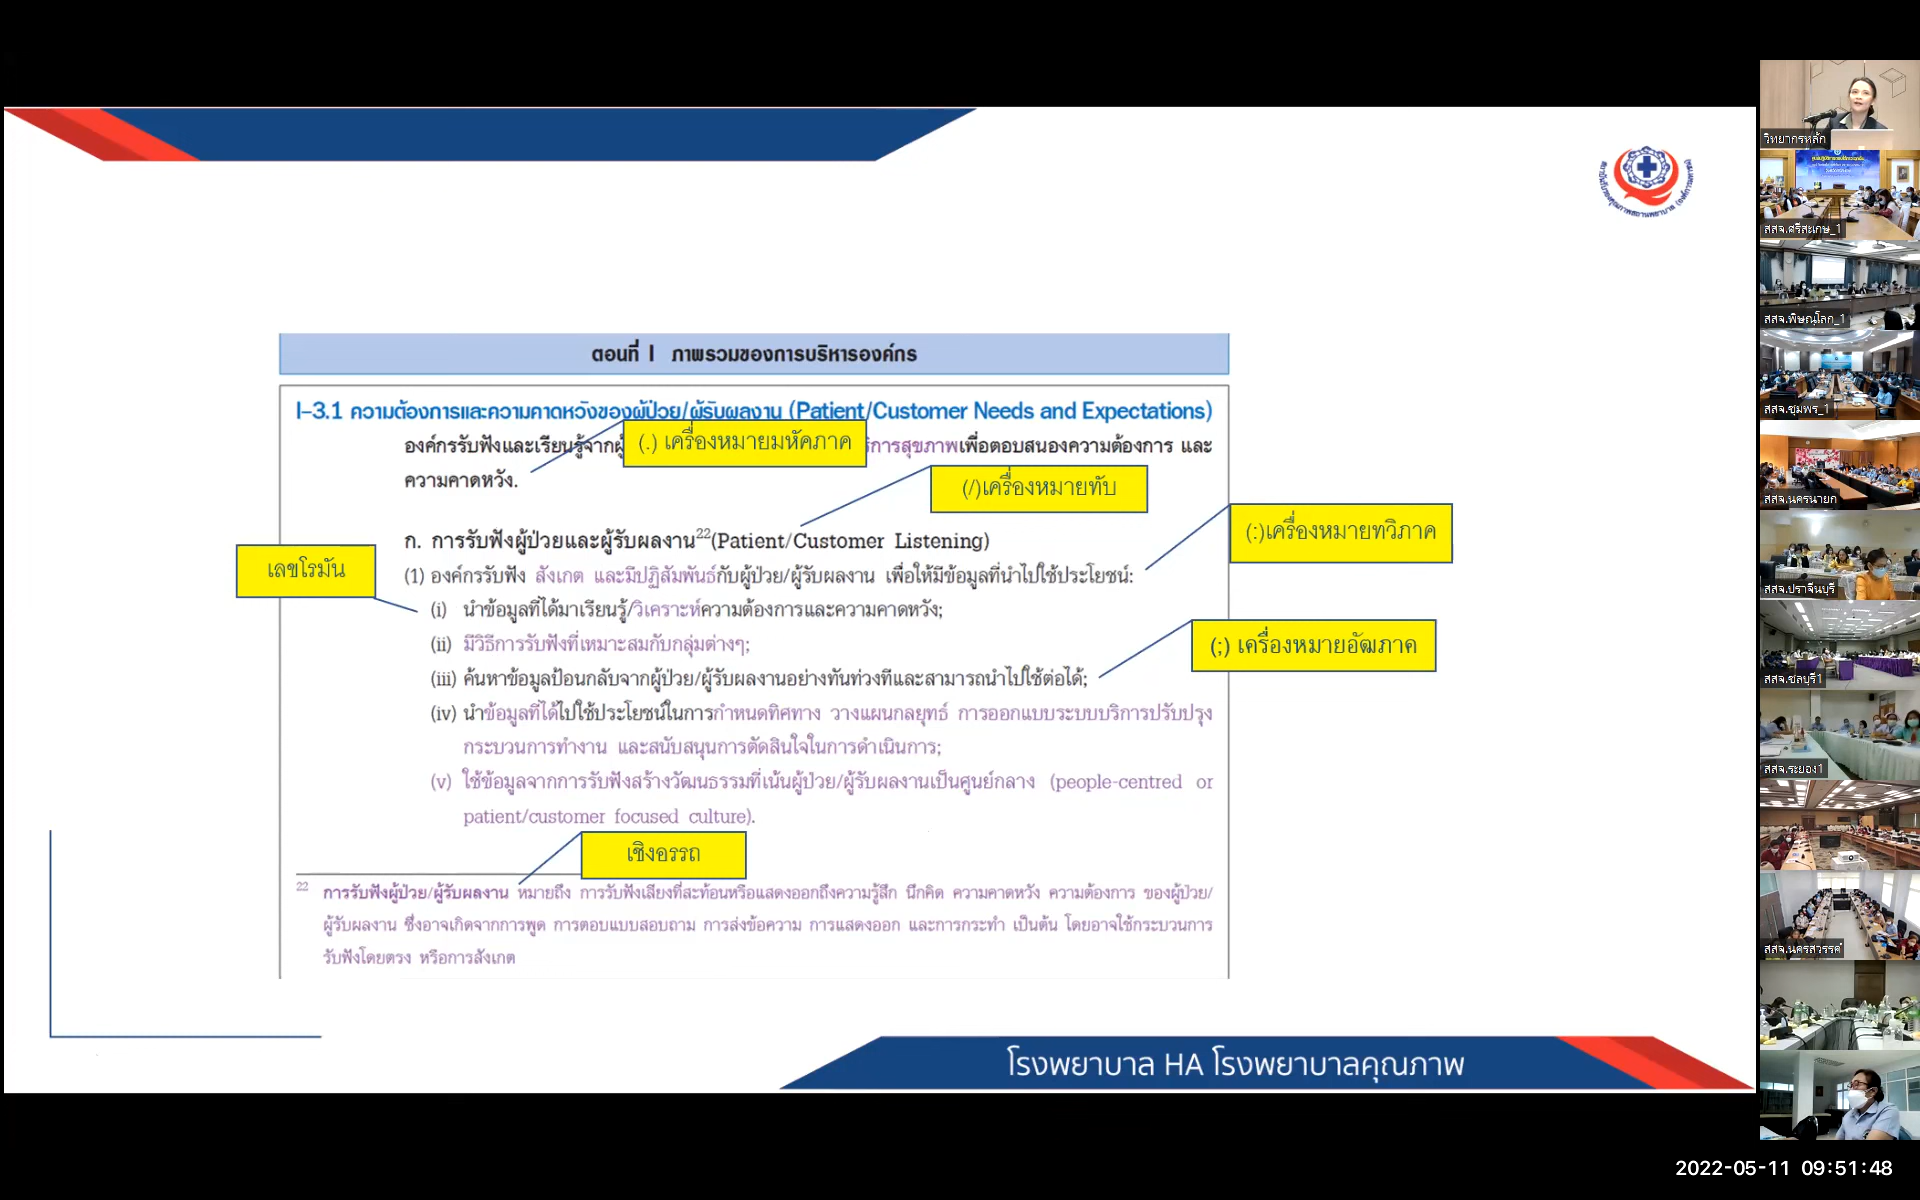 สถาบันรับรองคุณภาพสถานพยาบาล (องค์การมหาชน)
ตอนที่ I ภาพรวมของการบริหารองค์กร
I-3.1 ความต้องการและความคาดหวังของผู้ป่วย/ผู้รับผลงาน (Patient/Customer Needs and Expectations)
องค์กรรับฟังและเรียนรู้จากผู้
(.) เครื่องหมายมหัคภาค
การสุขภาพเพื่อตอบสนองความต้องการ และ
ความคาดหวัง.
(/)เครื่องหมายทับ
(:)เครื่องหมายทวิภาค
ก. การรับฟังผู้ป่วยและผู้รับผลงาน22(Patient/Customer Listening)
เลขโรมัน
(1) องค์กรรับฟัง สังเกต และมีปฏิสัมพันธ์กับผู้ป่วย/ผู้รับผลงาน เพื่อให้มีข้อมูลที่นำไปใช้ประโยชน์:
(i) นำข้อมูลที่ได้มาเรียนรู้/วิเคราะห์ความต้องการและความคาดหวัง;
(ii) มีวิธีการรับฟังที่เหมาะสมกับกลุ่มต่างๆ;
(;) เครื่องหมายอัฒภาค
(iii) ค้นหาข้อมูลป้อนกลับจากผู้ป่วย/ผู้รับผลงานอย่างทันท่วงทีและสามารถนำไปใช้ต่อได้;
(iv) นำข้อมูลที่ได้ไปใช้ประโยชน์ในการกำหนดทิศทาง วางแผนกลยุทธ์ การออกแบบระบบบริการปรับปรุง
กระบวนการทำงาน และสนับสนุนการตัดสินใจในการดำเนินการ;
(v) ใช้ข้อมูลจากการรับฟังสร้างวัฒนธรรมที่เน้นผู้ป่วย/ผู้รับผลงานเป็นศูนย์กลาง (people-centred or
patient/customer focused culture).
เชิงอรรถ
22 การรับฟังผู้ป่วย/ผู้รับผลงาน หมายถึง การรับฟังเสียงที่สะท้อนหรือแสดงออกถึงความรู้สึก นึกคิด ความคาดหวัง ความต้องการ ของผู้ป่วย/
ผู้รับผลงาน ซึ่งอาจเกิดจากการพูด การตอบแบบสอบถาม การส่งข้อความ การแสดงออก และการกระทำ เป็นต้น โดยอาจใช้กระบวนการ
รับฟังโดยตรง หรือการสังเกต
โรงพยาบาล HA โรงพยาบาลคุณภาพ
วิทยากรหลัก
สสจ.ศรีสะเกษ_1
สสจ.พิษณุโลก_1
สสจ.ชุมพร_1
สสจ.นครนายก
สสจ.ปราจีนบุรี
สสจ.ชลบุรี1
สสจ.ระยอง1
สสจ.นครสวรรค์
2022-05-11 09:51:48